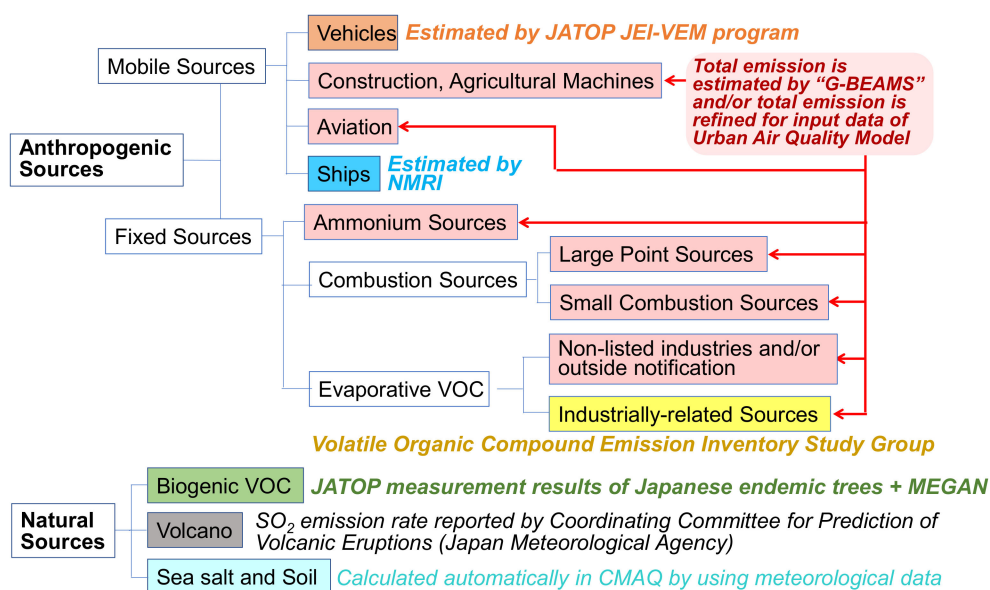 Vehicles
Estimated by JATOP JEI-VEM program
Mobile Sources
Construction, Agricultural Machines
Total emission is
estimated by “G-BEAMS”
and/or total emission is
refined for input data of
Urban Air Quality Model
Aviation
Anthropogenic
Sources
Ships
Estimated by
NMRI
Ammonium Sources
Fixed Sources
Large Point Sources
Combustion Sources
Small Combustion Sources
Non-listed industries and/or
outside notification
Evaporative VOC
Industrially-related Sources
Volatile Organic Compound Emission Inventory Study Group
Biogenic VOC
JATOP measurement results of Japanese endemic trees + MEGAN
Natural
Sources
Volcano
SO₂ emission rate reported by Coordinating Committee for Prediction of
Volcanic Eruptions (Japan Meteorological Agency)
Sea salt and Soil
Calculated automatically in CMAQ by using meteorological data